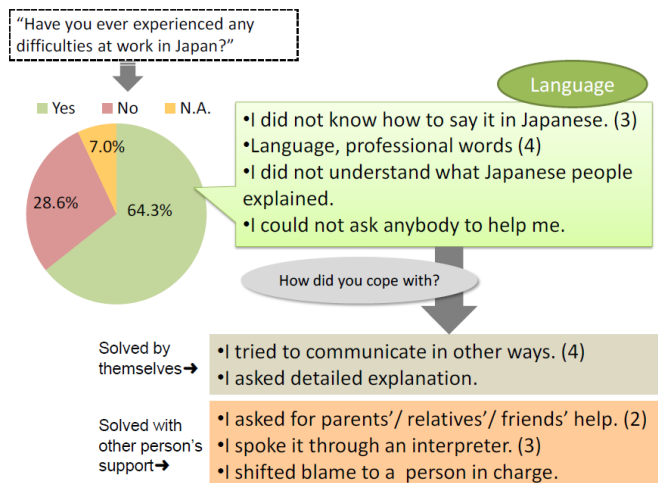 “Have you ever experienced any
difficulties at work in Japan?”
Language
Yes No N.A.
7.0%
28.6%
64.3%
•I did not know how to say it in Japanese. (3)
•Language, professional words (4)
•I did not understand what Japanese people
explained.
•I could not ask anybody to help me.
How did you cope with?
Solved by
themselves➔
•I tried to communicate in other ways. (4)
•I asked detailed explanation.
Solved with
other person’s
support➔
•I asked for parents’/ relatives’/ friends’ help. (2)
•I spoke it through an interpreter. (3)
•I shifted blame to a person in charge.